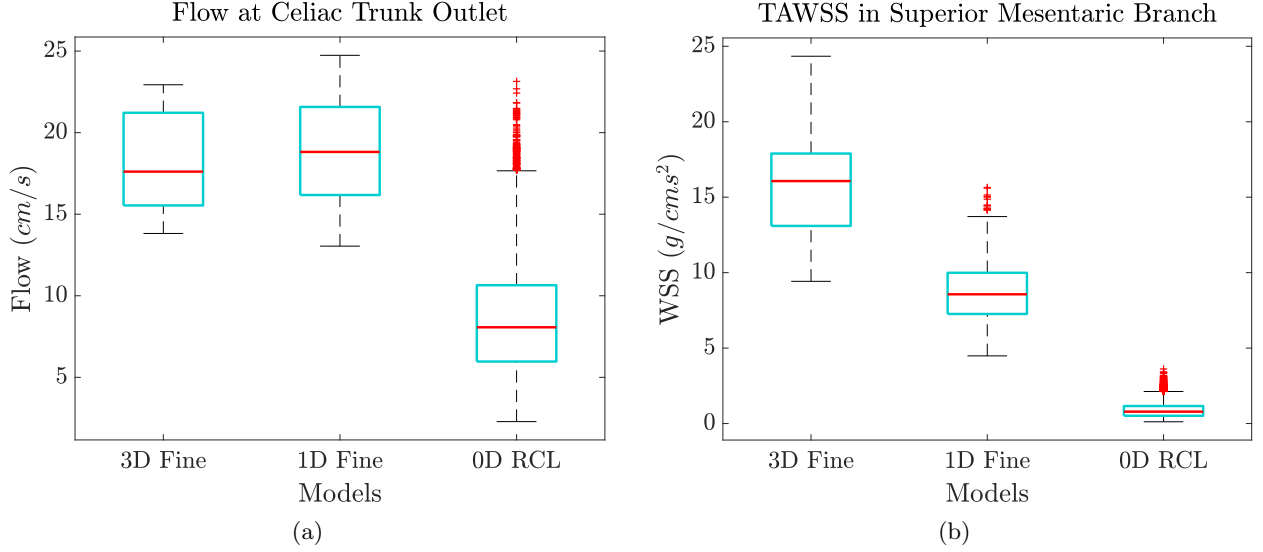 Flow at Celiac Trunk Outlet
25
20
15
10
5
Flow (cm/s)
3D Fine 1D Fine 0D RCL
Models
(a)
TAWSS in Superior Mesentaric Branch
25
20
15
10
5
0
WSS (g/cms²)
3D Fine 1D Fine 0D RCL
Models
(b)